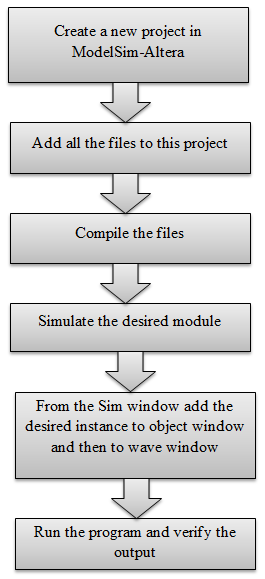 Create a new project in
ModelSim-Altera
Add all the files to this project
Compile the files
Simulate the desired module
From the Sim window add the
desired instance to object window
and then to wave window
Run the program and verify the
output